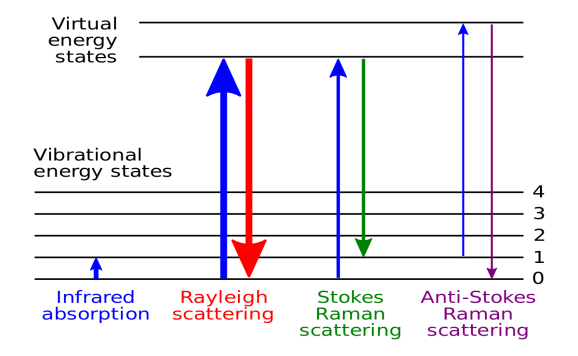 Virtual
energy
states
Vibrational
energy states
4
3
2
1
0
Infrared
absorption
Rayleigh
scattering
Stokes
Raman
scattering
Anti-Stokes
Raman
scattering